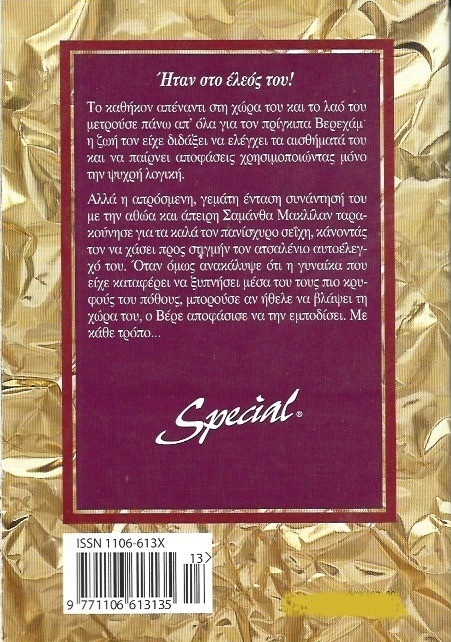 Ήταν στο έλεός του!
Το καθήκον απέναντι στη χώρα του και το λαό του
μετρούσε πάνω απ' όλα για τον πρίγκιπα Βερεχάμ·
η ζωή τον είχε διδάξει να ελέγχει τα αισθήματά του
και να παίρνει αποφάσεις χρησιμοποιώντας μόνο
την ψυχρή λογική.
Αλλά η απρόσμενη, γεμάτη ένταση συνάντησή του
με την αθώα και άπειρη Σαμάνθα Μακλίλαν ταρα-
κούνησε για τα καλά τον πανίσχυρο σεΐχη, κάνοντάς
τον να χάσει προς στιγμήν τον ατσαλένιο αυτοέλεγ-
χό του. Όταν όμως ανακάλυψε ότι η γυναίκα που
είχε καταφέρει να ξυπνήσει μέσα του τους πιο κρυ-
φούς του πόθους, μπορούσε αν ήθελε να βλάψει τη
χώρα του, ο Βέρε αποφάσισε να την εμποδίσει. Με
κάθε τρόπο...
Special®
ISSN 1106-613X
13
9 771106 613135